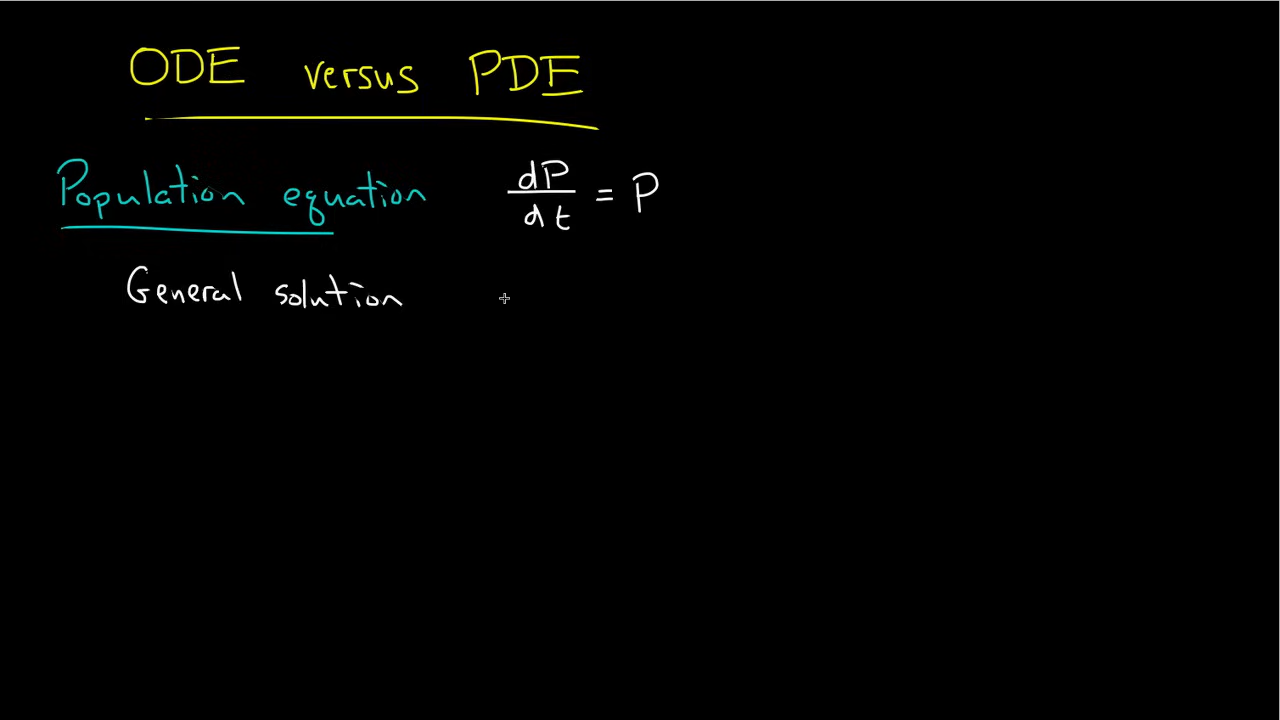 ODE versus PDE
Population equation dP/dt = P
General solution